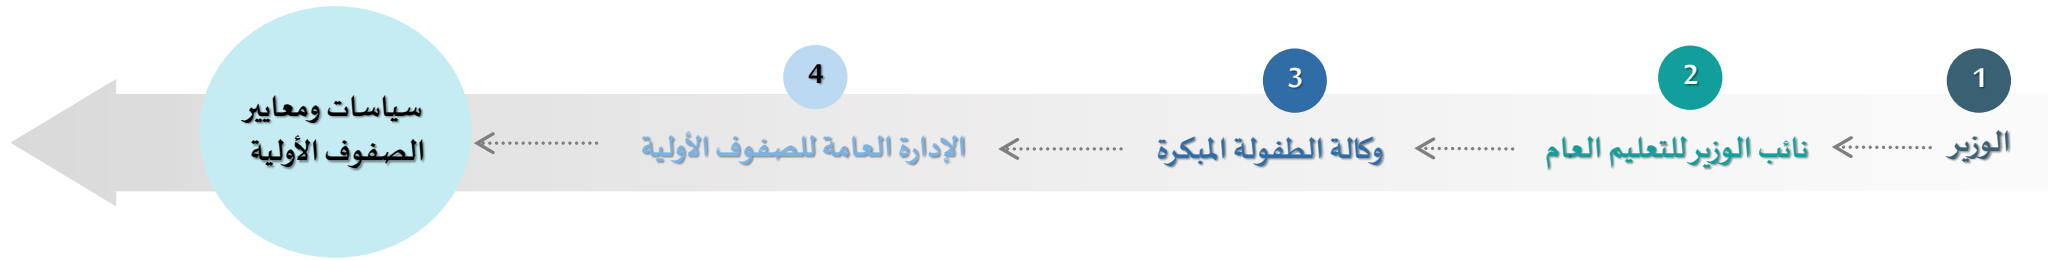 1
الوزير
2
نائب الوزير للتعليم العام
3
وكالة الطفولة المبكرة
4
الإدارة العامة للصفوف الأولية
سياسات ومعايير
الصفوف الأولية